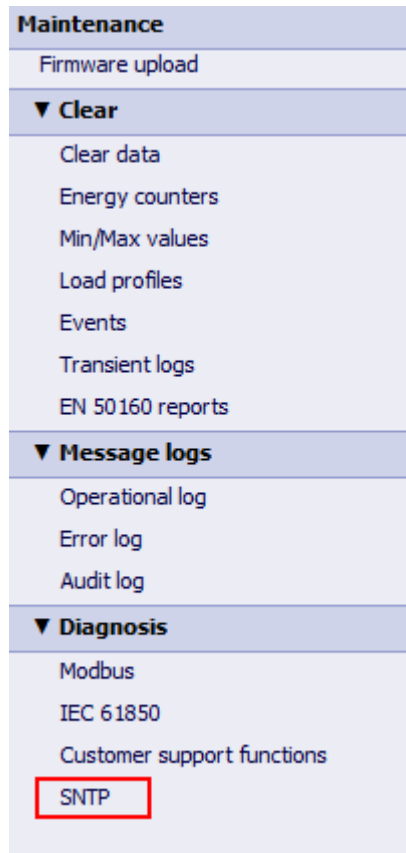 Maintenance
Firmware upload
▼ Clear
Clear data
Energy counters
Min/Max values
Load profiles
Events
Transient logs
EN 50160 reports
▼ Message logs
Operational log
Error log
Audit log
▼ Diagnosis
Modbus
IEC 61850
Customer support functions
SNTP